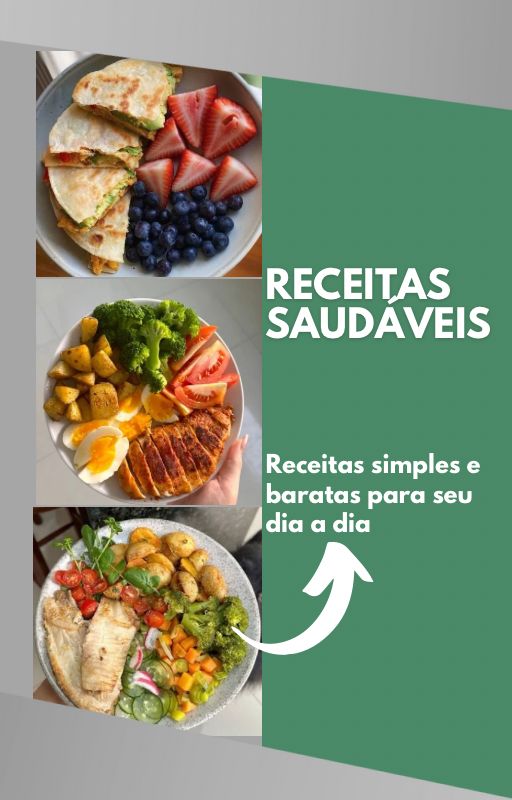 RECEITAS
SAUDÁVEIS
Receitas simples e
baratas para seu
dia a dia